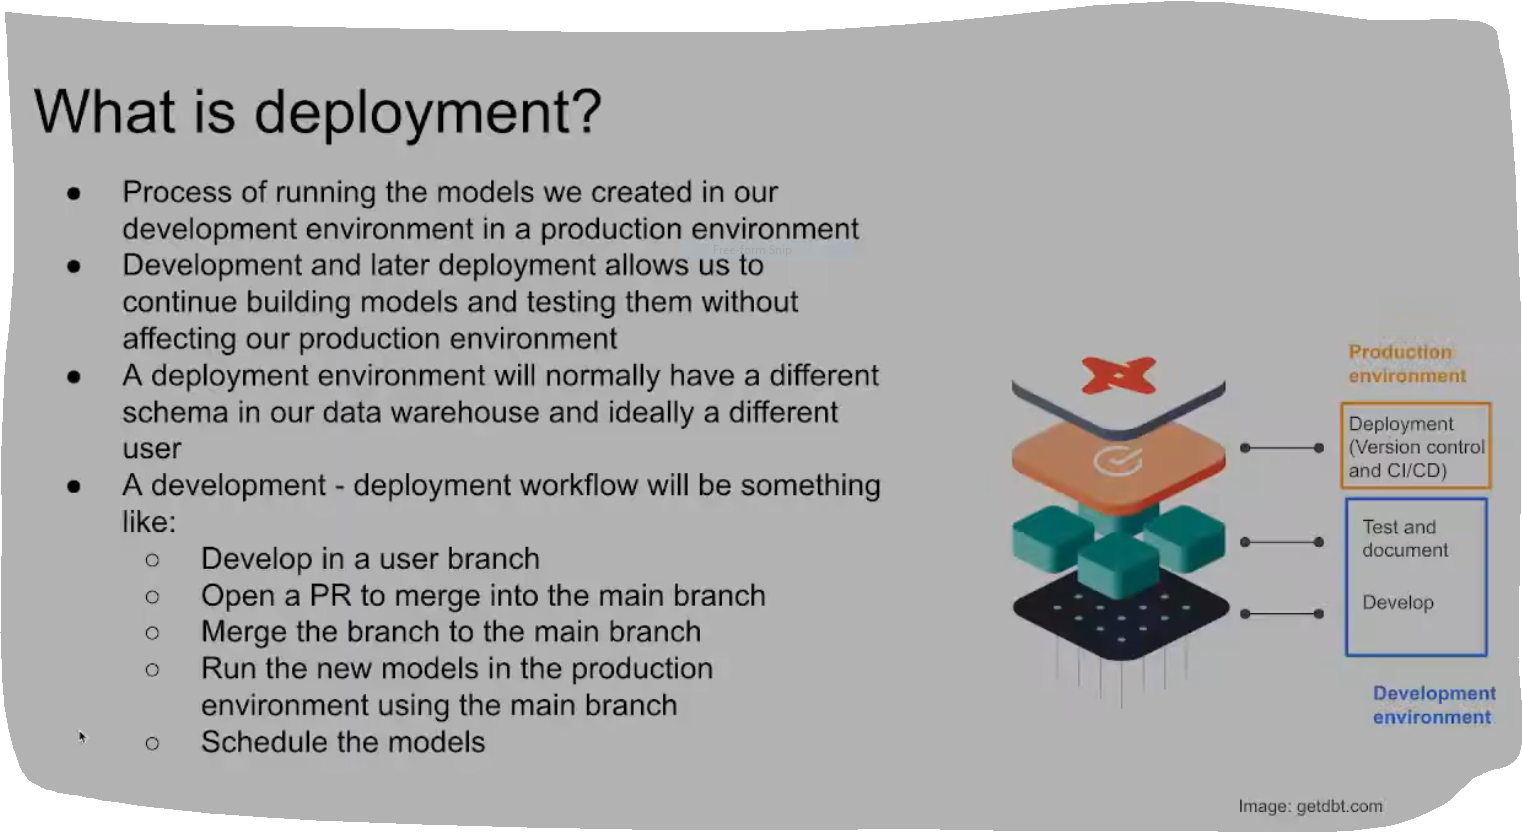 What is deployment?
● Process of running the models we created in our
development environment in a production environment
Free-form Snip
● Development and later deployment allows us to
continue building models and testing them without
affecting our production environment
● A deployment environment will normally have a different
schema in our data warehouse and ideally a different
user
● A development - deployment workflow will be something
like:
○ Develop in a user branch
○ Open a PR to merge into the main branch
○ Merge the branch to the main branch
○ Run the new models in the production
environment using the main branch
○ Schedule the models
Production
environment
Deployment
(Version control
and CI/CD)
Test and
document
Develop
Development
environment
Image: getdbt.com